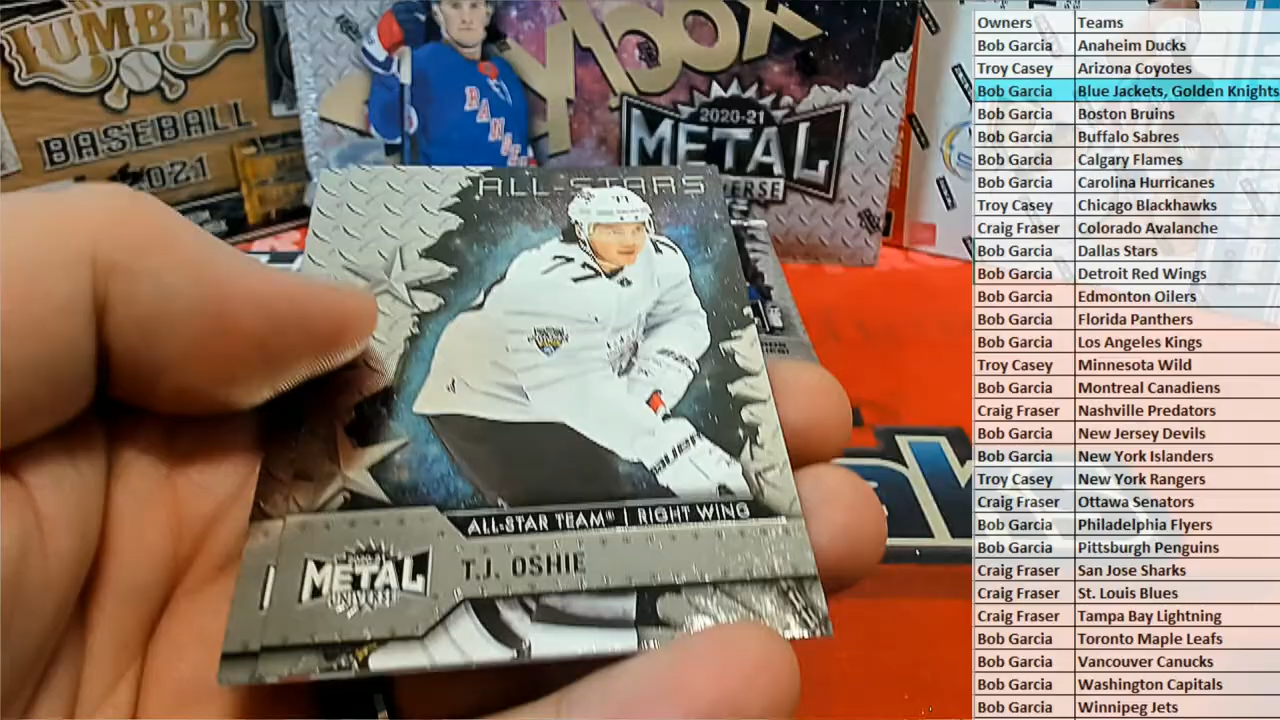 LUMBER
BASEBALL
2021
RANGERS
2020-21
METAL
ALL-STARS
77
77
ALL-STAR TEAM® | RIGHT WING
METAL
UNIVERSE
T.J. OSHIE
BAUER
Owners Teams
Bob Garcia Anaheim Ducks
Troy Casey Arizona Coyotes
Bob Garcia Blue Jackets, Golden Knights
Bob Garcia Boston Bruins
Bob Garcia Buffalo Sabres
Bob Garcia Calgary Flames
Bob Garcia Carolina Hurricanes
Troy Casey Chicago Blackhawks
Craig Fraser Colorado Avalanche
Bob Garcia Dallas Stars
Bob Garcia Detroit Red Wings
Bob Garcia Edmonton Oilers
Bob Garcia Florida Panthers
Bob Garcia Los Angeles Kings
Troy Casey Minnesota Wild
Bob Garcia Montreal Canadiens
Craig Fraser Nashville Predators
Bob Garcia New Jersey Devils
Bob Garcia New York Islanders
Troy Casey New York Rangers
Craig Fraser Ottawa Senators
Bob Garcia Philadelphia Flyers
Bob Garcia Pittsburgh Penguins
Craig Fraser San Jose Sharks
Craig Fraser St. Louis Blues
Craig Fraser Tampa Bay Lightning
Bob Garcia Toronto Maple Leafs
Bob Garcia Vancouver Canucks
Bob Garcia Washington Capitals
Bob Garcia Winnipeg Jets